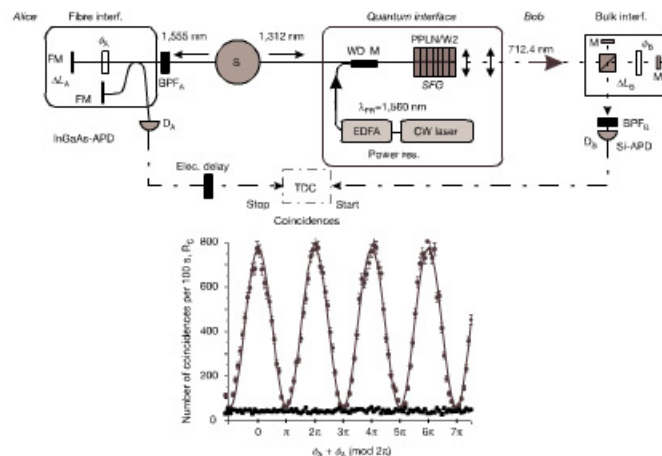 Alice
Fibre interf.
1,555 nm
1,312 nm
Quantum interface
Bob
Bulk interf.
PPLN/W2
712.4 nm
FM
S
WD M
M
ΔL_A
BPF_A
SFG
ΔL_B
M
FM
λ_PR=1,560 nm
D_A
EDFA
CW laser
BPF_B
InGaAs-APD
Power res.
Si-APD
Elec. delay
TDC
Stop
Start
Coincidences
Number of coincidences per 100 s, R_C
800
600
400
200
0
0 π 2π 3π 4π 5π 6π 7π
(mod 2π)